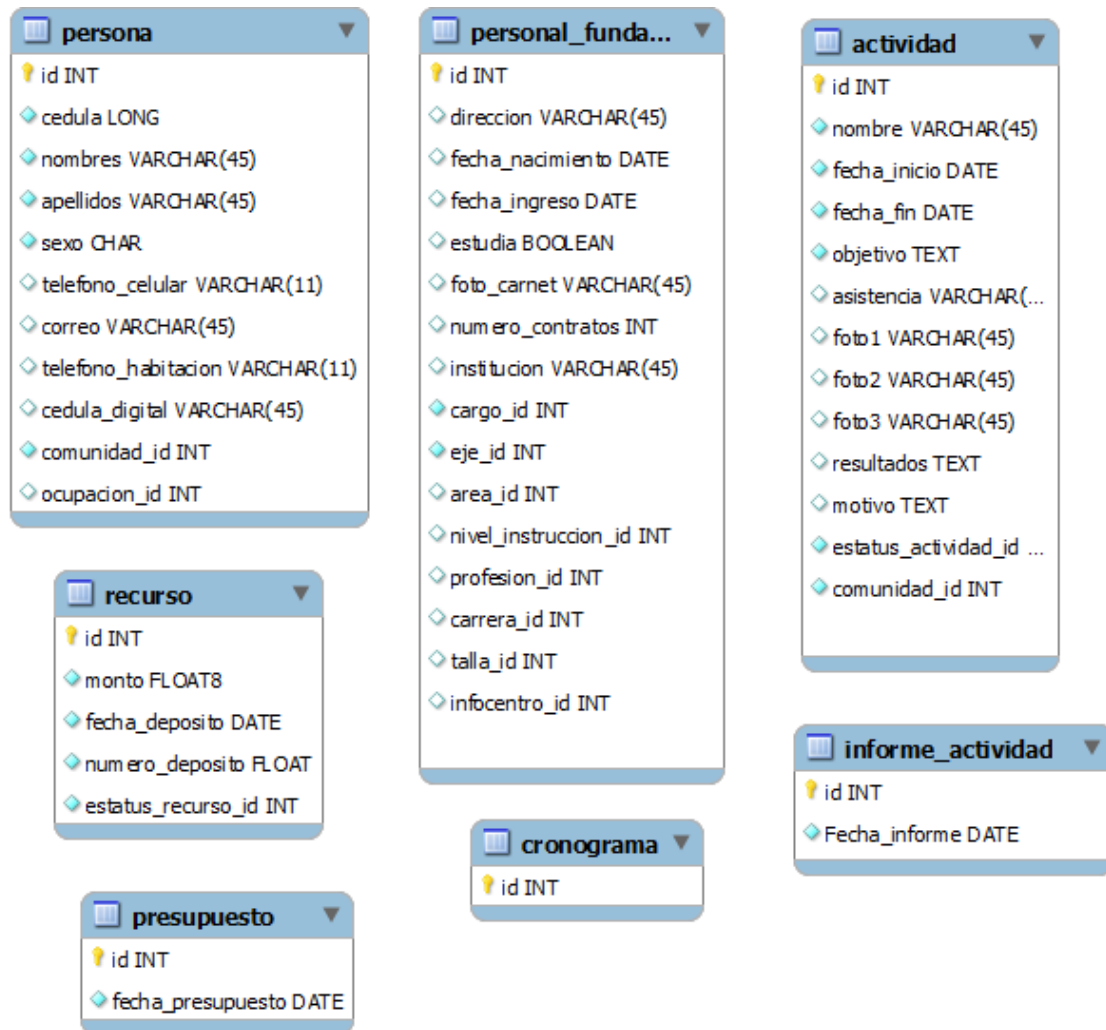 persona
id INT
cedula LONG
nombres VARCHAR(45)
apellidos VARCHAR(45)
sexo CHAR
telefono_celular VARCHAR(11)
correo VARCHAR(45)
telefono_habitacion VARCHAR(11)
cedula_digital VARCHAR(45)
comunidad_id INT
ocupacion_id INT
personal_funda...
id INT
direccion VARCHAR(45)
fecha_nacimiento DATE
fecha_ingreso DATE
estudia BOOLEAN
foto_carnet VARCHAR(45)
numero_contratos INT
institucion VARCHAR(45)
cargo_id INT
eje_id INT
area_id INT
nivel_instruccion_id INT
profesion_id INT
carrera_id INT
talla_id INT
infocentro_id INT
actividad
id INT
nombre VARCHAR(45)
fecha_inicio DATE
fecha_fin DATE
objetivo TEXT
asistencia VARCHAR(...
foto1 VARCHAR(45)
foto2 VARCHAR(45)
foto3 VARCHAR(45)
resultados TEXT
motivo TEXT
estatus_actividad_id ...
comunidad_id INT
recurso
id INT
monto FLOAT8
fecha_deposito DATE
numero_deposito FLOAT
estatus_recurso_id INT
informe_actividad
id INT
Fecha_informe DATE
cronograma
id INT
presupuesto
id INT
fecha_presupuesto DATE